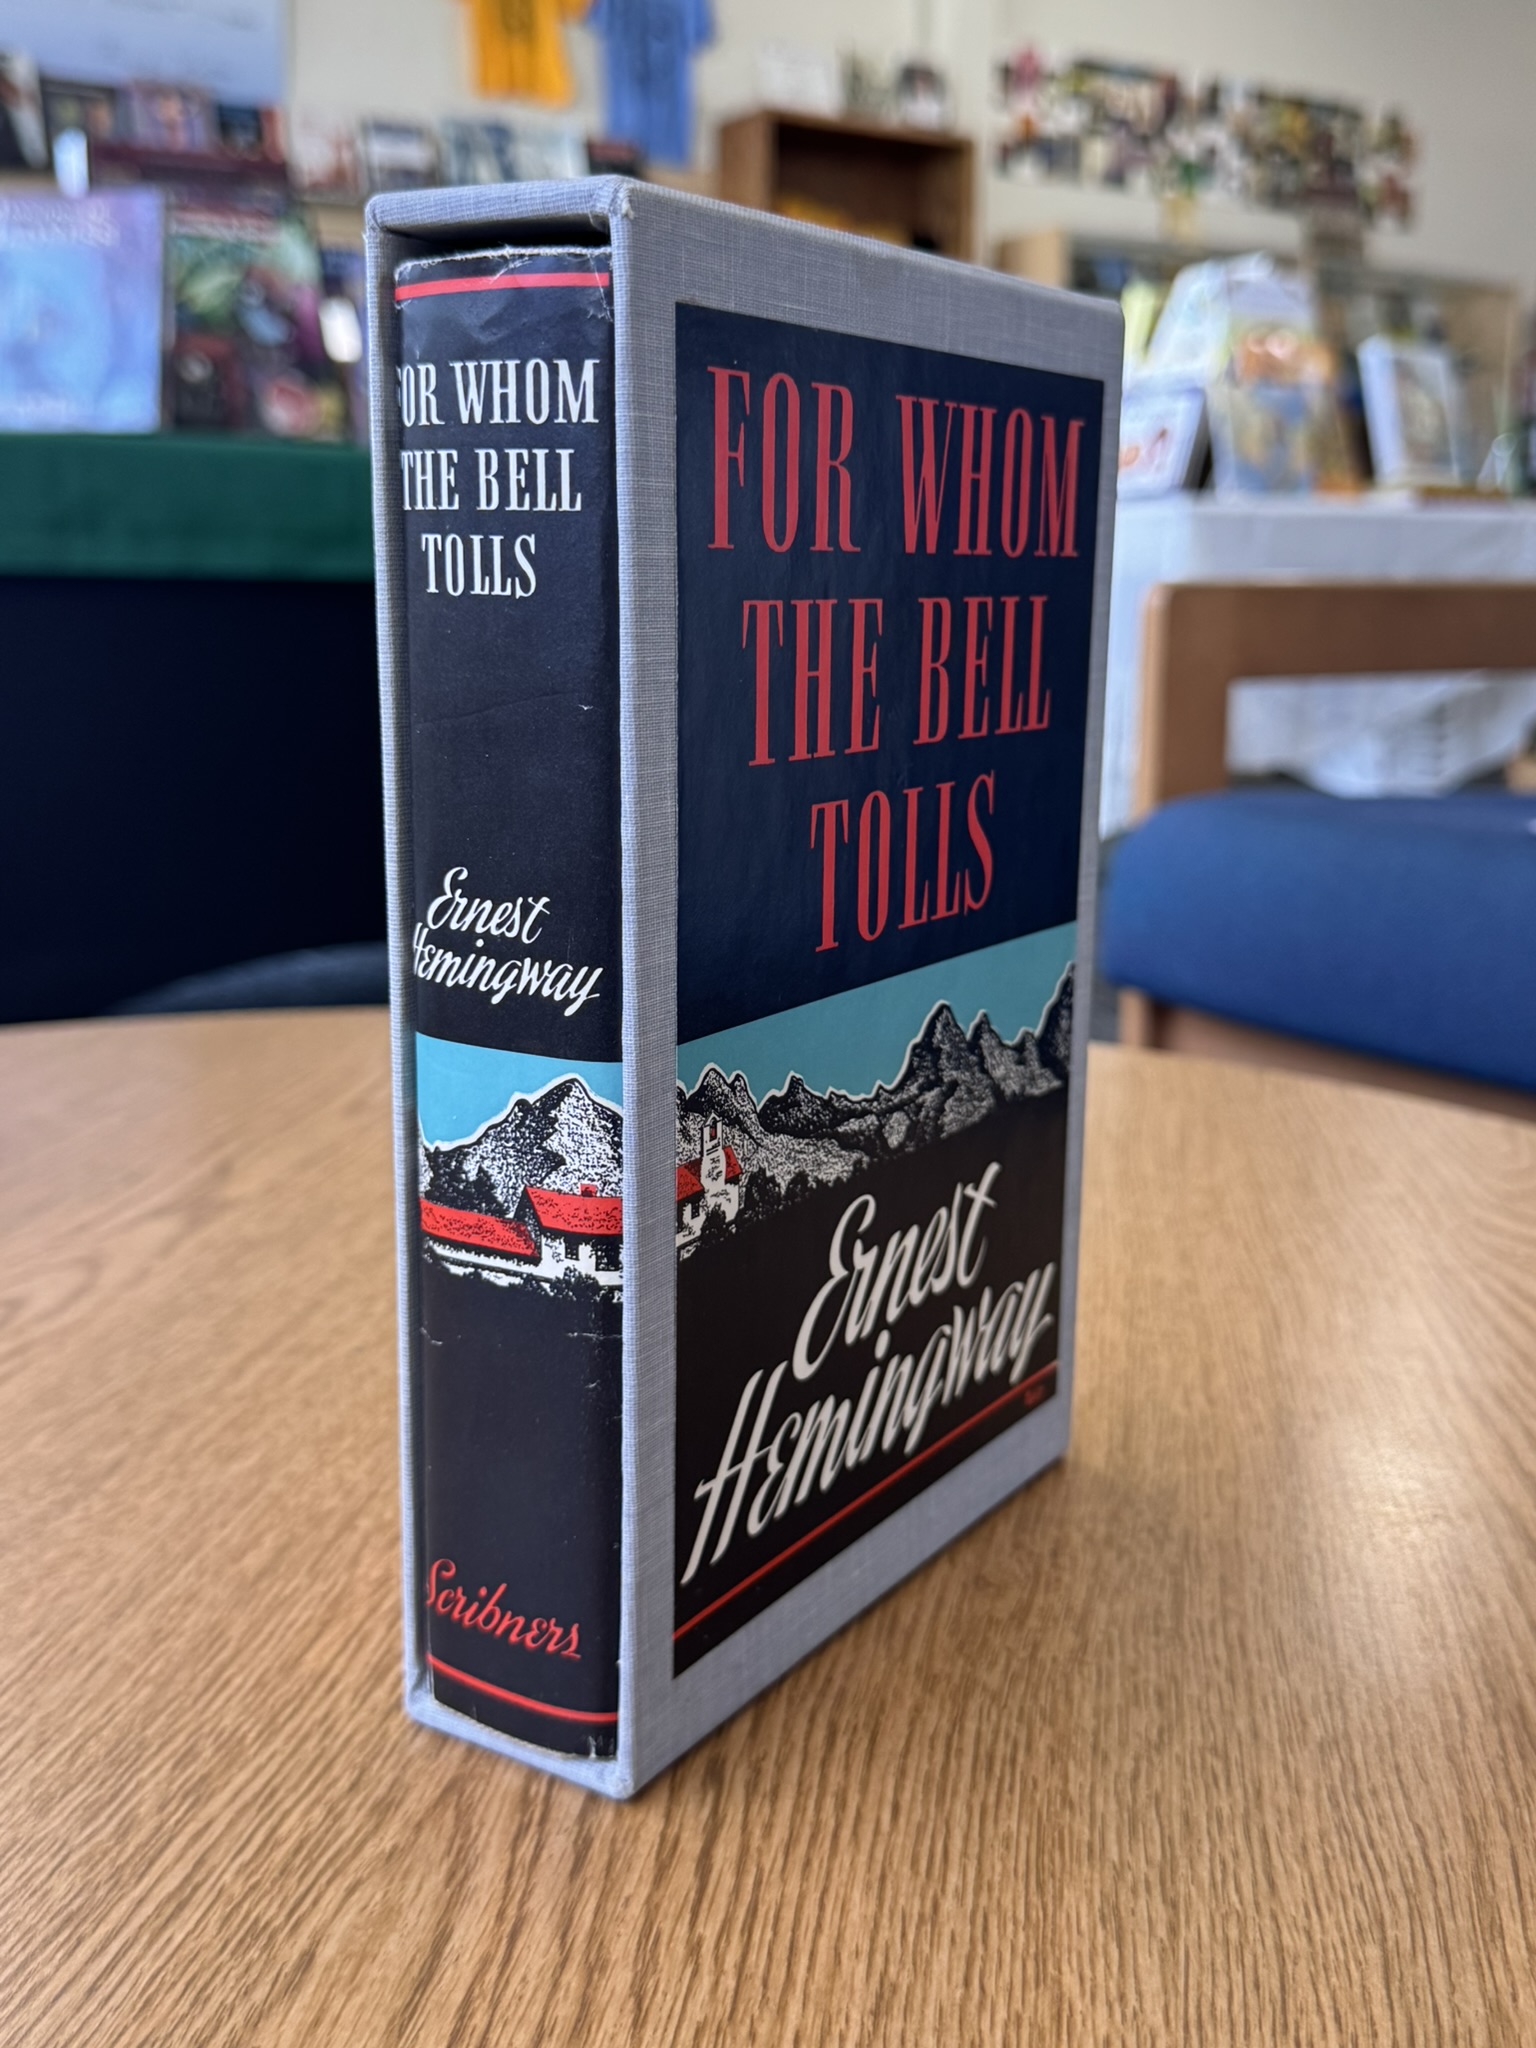 FOR WHOM
THE BELL
TOLLS
Ernest
Hemingway
Scribners
FOR WHOM
THE BELL
TOLLS
Ernest
Hemingway